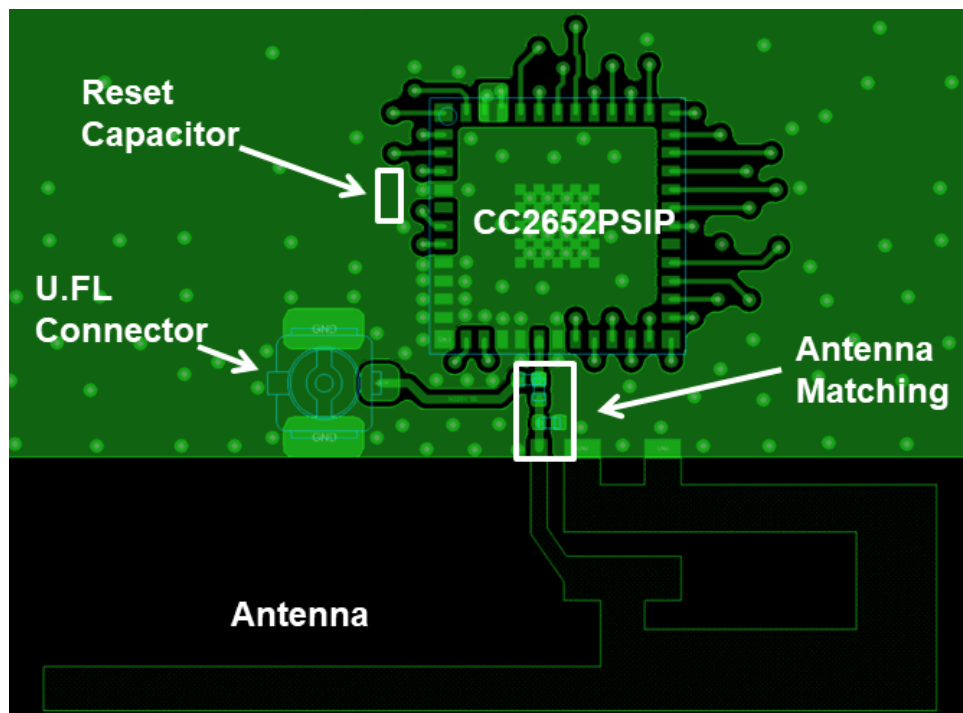 Reset
Capacitor
CC2652PSIP
U.FL
Connector
GND
GND
Antenna
Matching
Antenna